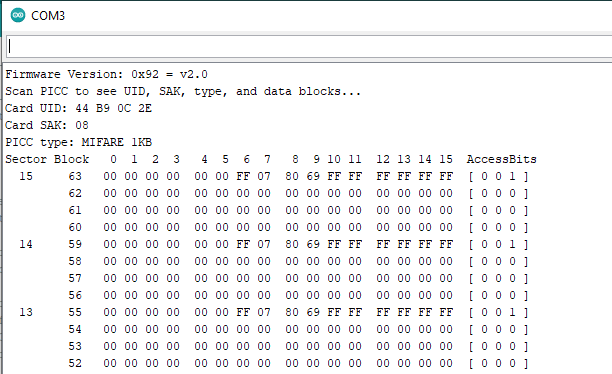 COM3
Firmware Version: 0x92 = v2.0
Scan PICC to see UID, SAK, type, and data blocks...
Card UID: 44 B9 0C 2E
Card SAK: 08
PICC type: MIFARE 1KB
Sector Block 0 1 2 3 4 5 6 7 8 9 10 11 12 13 14 15 AccessBits
15 63 00 00 00 00 00 00 FF 07 80 69 FF FF FF FF FF FF [ 0 0 1 ]
62 00 00 00 00 00 00 00 00 00 00 00 00 00 00 00 00 [ 0 0 0 ]
61 00 00 00 00 00 00 00 00 00 00 00 00 00 00 00 00 [ 0 0 0 ]
60 00 00 00 00 00 00 00 00 00 00 00 00 00 00 00 00 [ 0 0 0 ]
14 59 00 00 00 00 00 00 FF 07 80 69 FF FF FF FF FF FF [ 0 0 1 ]
58 00 00 00 00 00 00 00 00 00 00 00 00 00 00 00 00 [ 0 0 0 ]
57 00 00 00 00 00 00 00 00 00 00 00 00 00 00 00 00 [ 0 0 0 ]
56 00 00 00 00 00 00 00 00 00 00 00 00 00 00 00 00 [ 0 0 0 ]
13 55 00 00 00 00 00 00 FF 07 80 69 FF FF FF FF FF FF [ 0 0 1 ]
54 00 00 00 00 00 00 00 00 00 00 00 00 00 00 00 00 [ 0 0 0 ]
53 00 00 00 00 00 00 00 00 00 00 00 00 00 00 00 00 [ 0 0 0 ]
52 00 00 00 00 00 00 00 00 00 00 00 00 00 00 00 00 [ 0 0 0 ]